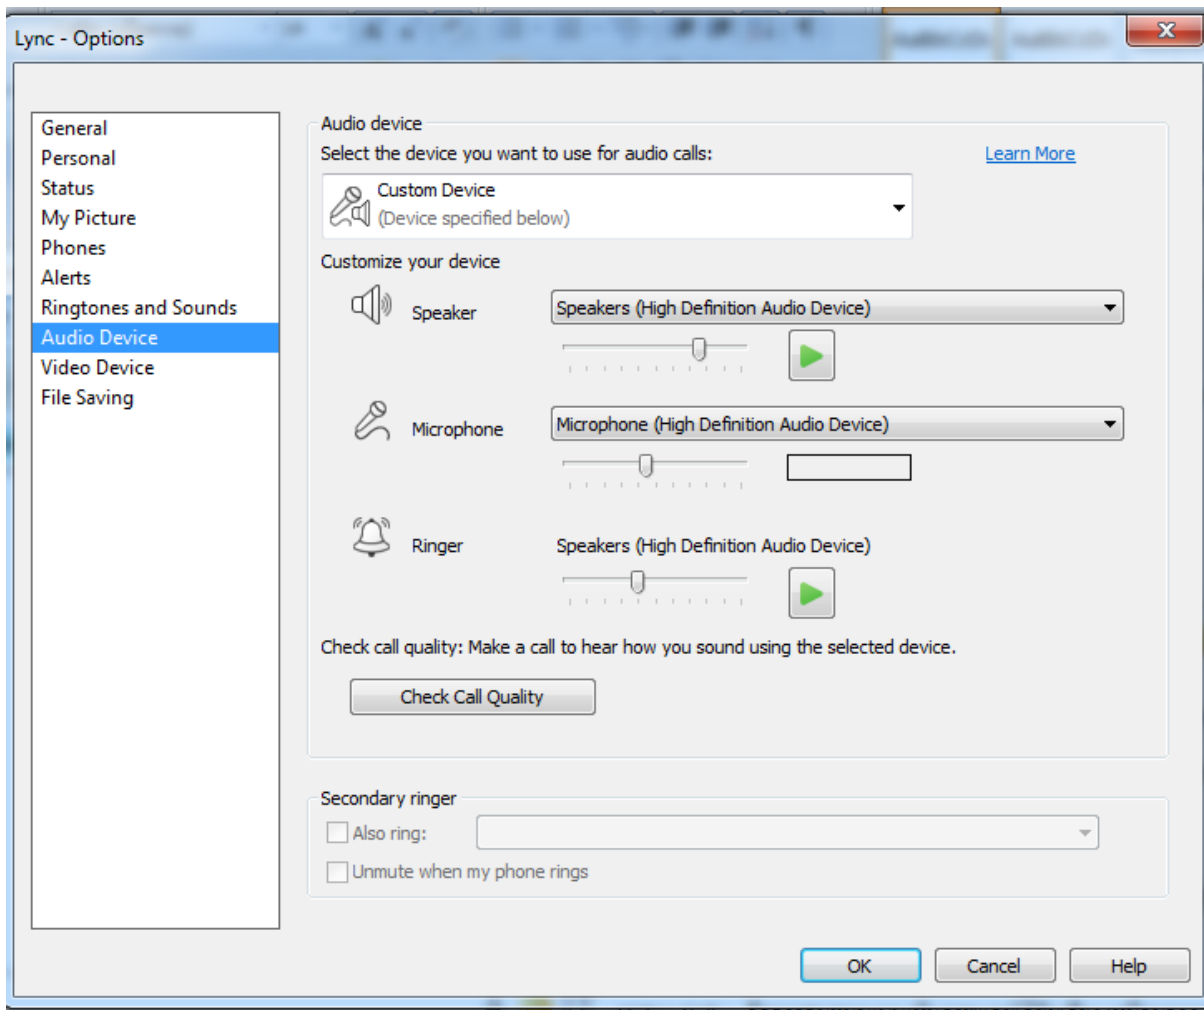 Lync - Options
General
Personal
Status
My Picture
Phones
Alerts
Ringtones and Sounds
Audio Device
Video Device
File Saving
Audio device
Select the device you want to use for audio calls:
Learn More
Custom Device
(Device specified below)
Customize your device
Speaker
Speakers (High Definition Audio Device)
Microphone
Microphone (High Definition Audio Device)
Ringer
Speakers (High Definition Audio Device)
Check call quality: Make a call to hear how you sound using the selected device.
Check Call Quality
Secondary ringer
Also ring:
Unmute when my phone rings
OK
Cancel
Help